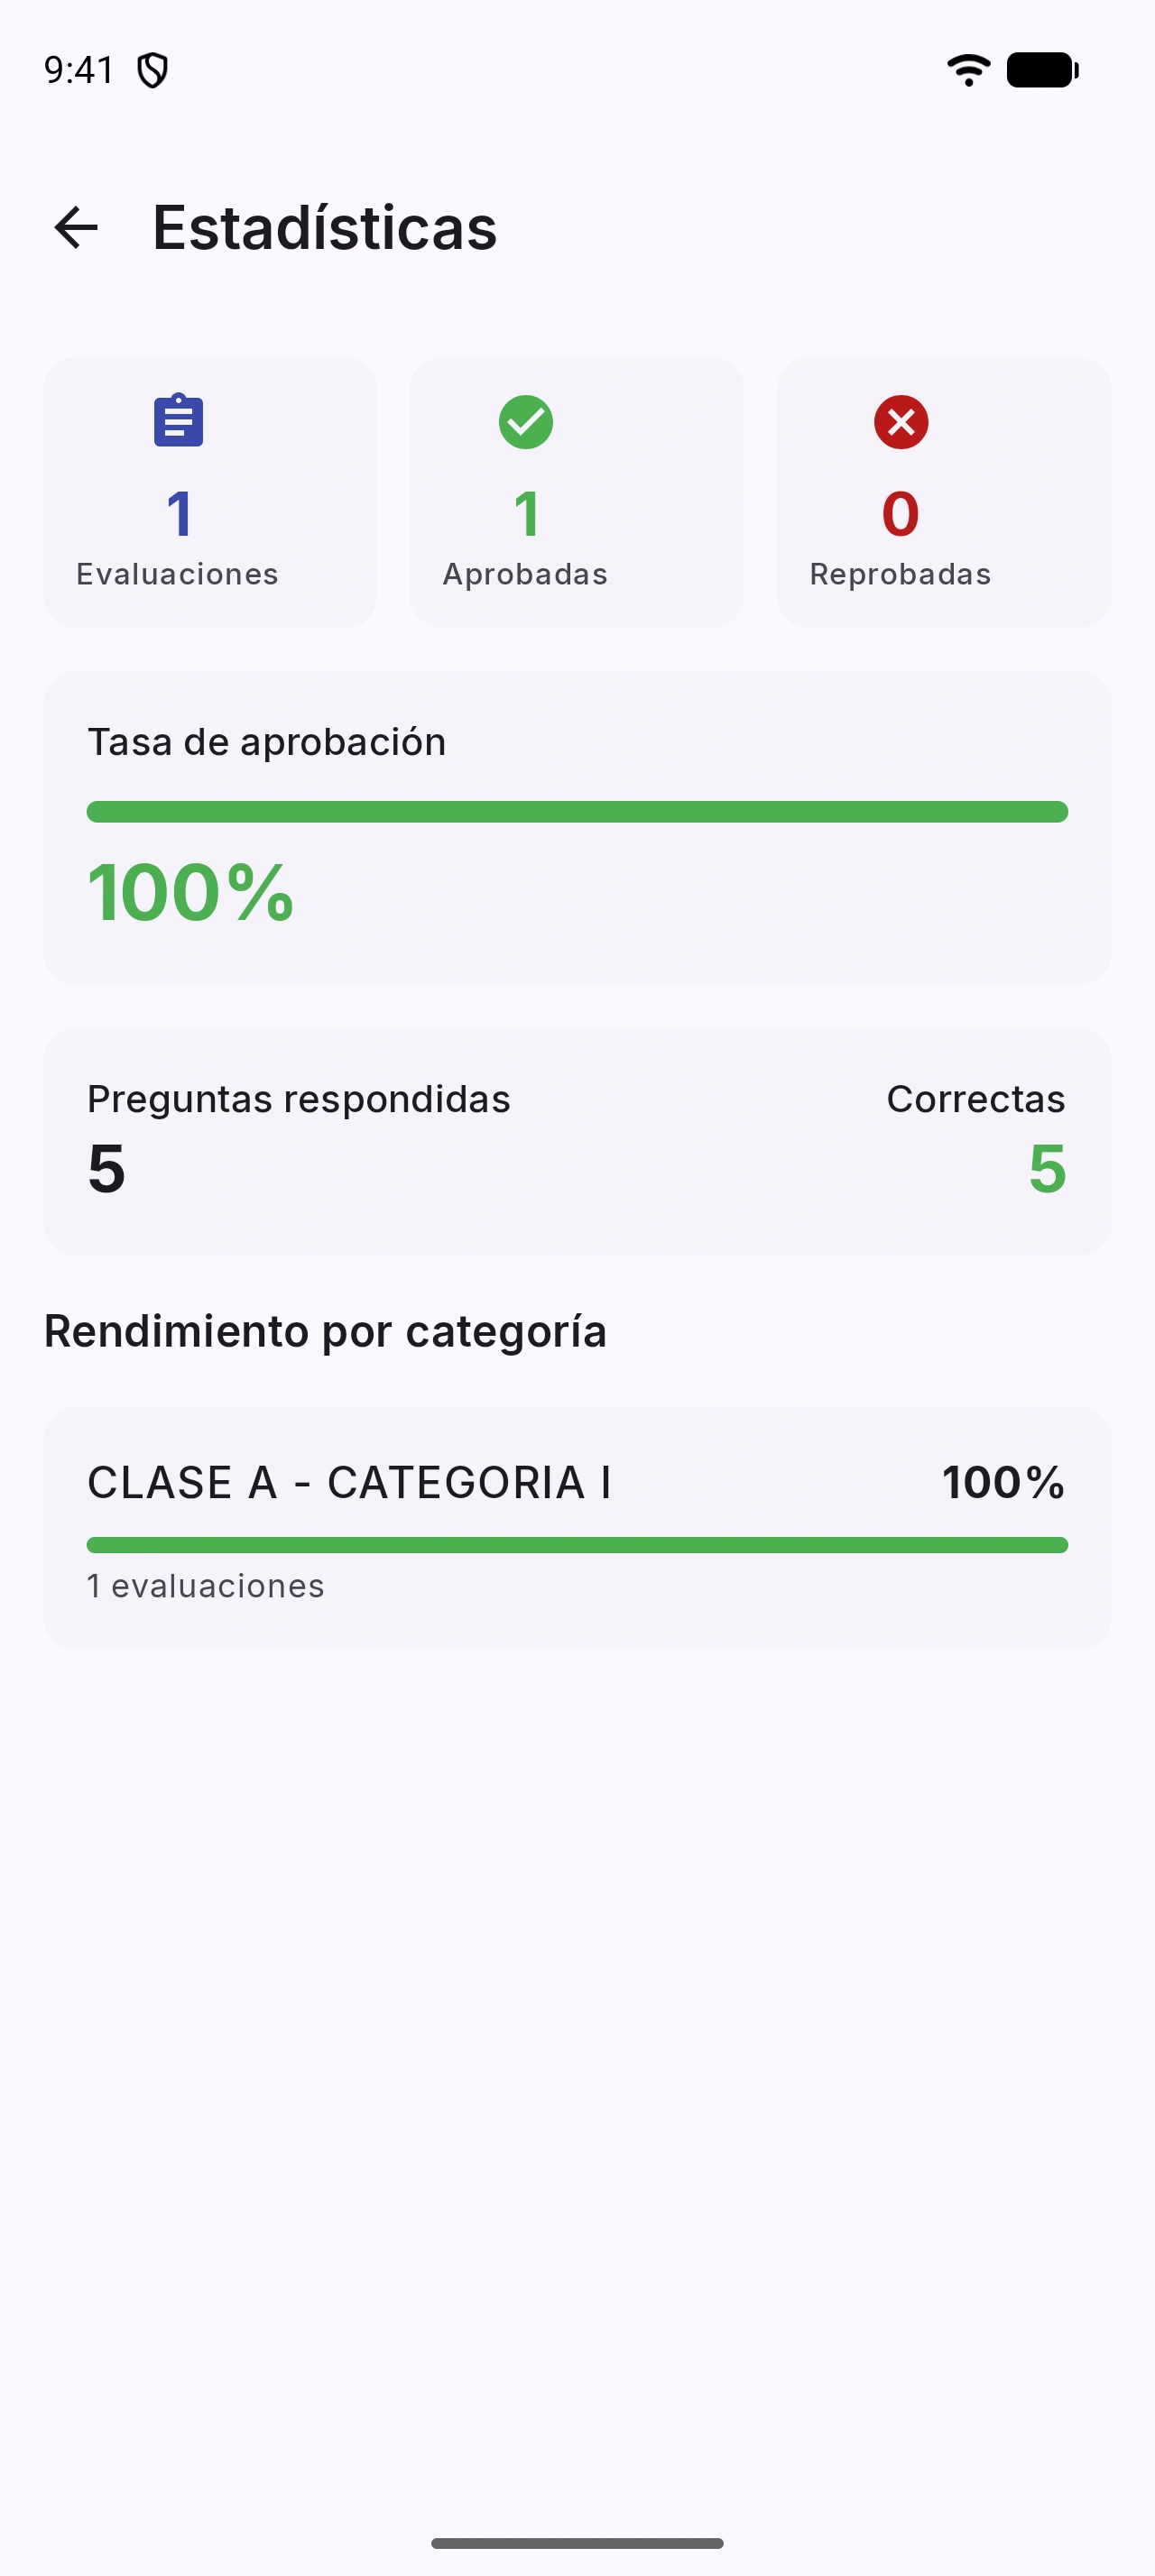 9:41
Estadísticas
1
Evaluaciones
1
Aprobadas
0
Reprobadas
Tasa de aprobación
100%
Preguntas respondidas
5
Correctas
5
Rendimiento por categoría
CLASE A - CATEGORIA I
100%
1 evaluaciones